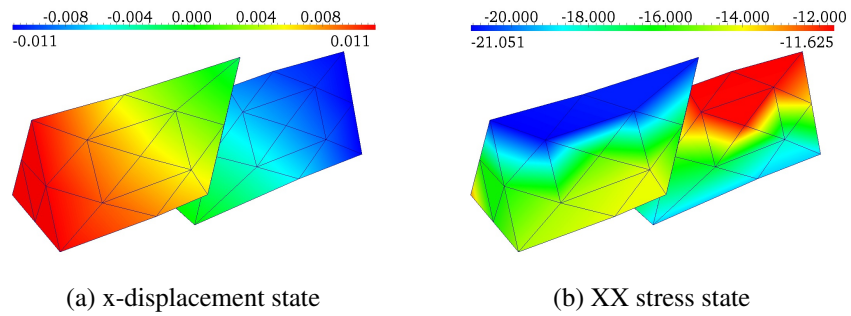 -0.008 -0.004 0.000 0.004 0.008
-0.011 0.011
-20.000 -18.000 -16.000 -14.000 -12.000
-21.051 -11.625
(a) x-displacement state
(b) XX stress state